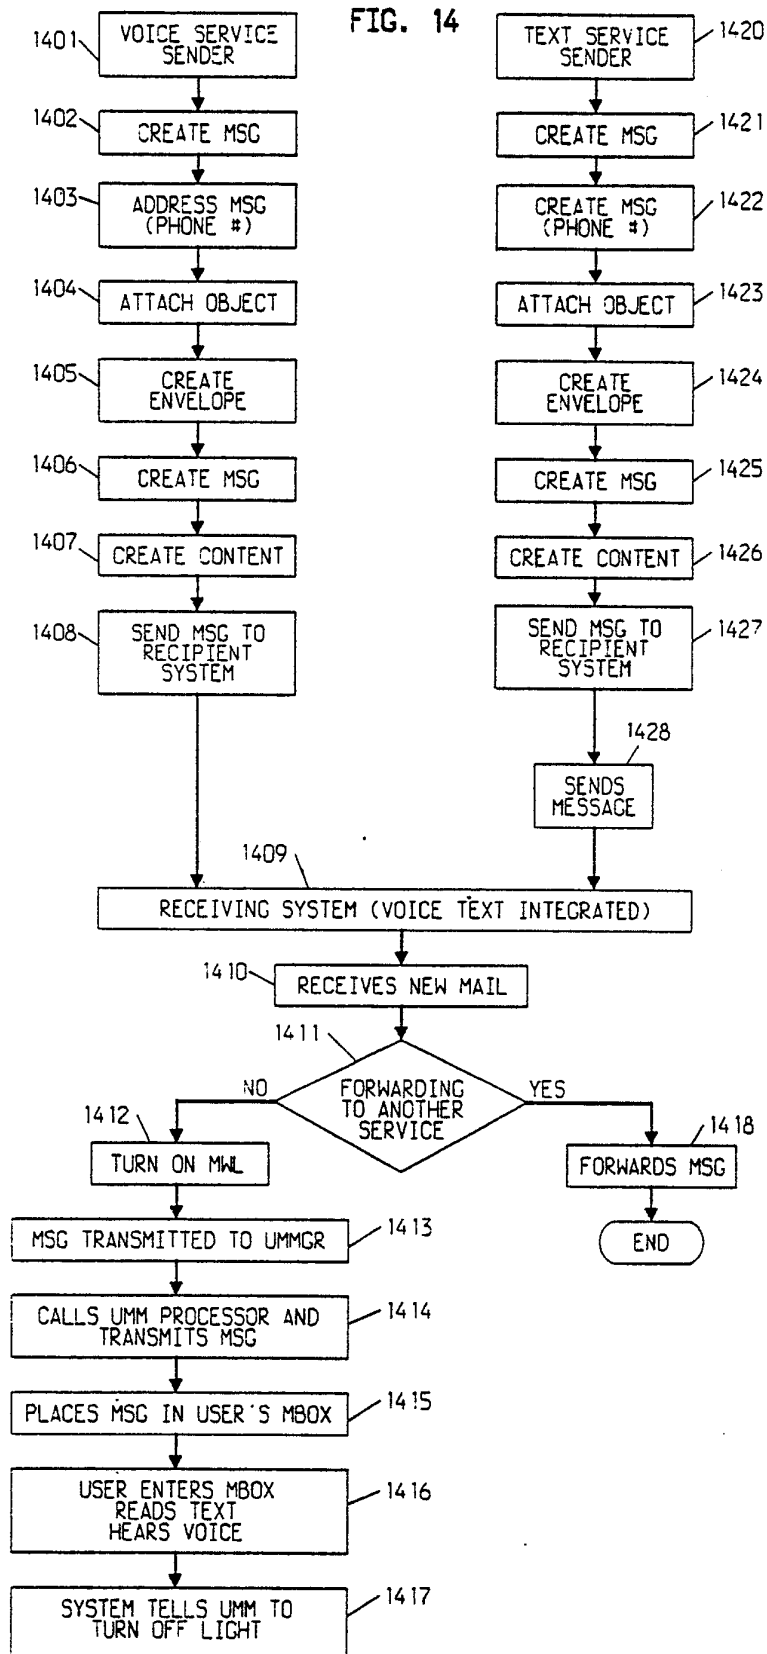 FIG. 14
1401
VOICE SERVICE
SENDER
1402
CREATE MSG
1403
ADDRESS MSG
(PHONE #)
1404
ATTACH OBJECT
1405
CREATE
ENVELOPE
1406
CREATE MSG
1407
CREATE CONTENT
1408
SEND MSG TO
RECIPIENT
SYSTEM
TEXT SERVICE
SENDER
1420
CREATE MSG
1421
CREATE MSG
(PHONE #)
1422
ATTACH OBJECT
1423
CREATE
ENVELOPE
1424
CREATE MSG
1425
CREATE CONTENT
1426
SEND MSG TO
RECIPIENT
SYSTEM
1427
1428
SENDS
MESSAGE
1409
RECEIVING SYSTEM (VOICE TEXT INTEGRATED)
1410
RECEIVES NEW MAIL
1411
FORWARDING
TO ANOTHER
SERVICE
NO
YES
1412
TURN ON MWL
1418
FORWARDS MSG
END
MSG TRANSMITTED TO UMMGR
1413
CALLS UMM PROCESSOR AND
TRANSMITS MSG
1414
PLACES MSG IN USER'S MBOX
1415
USER ENTERS MBOX
READS TEXT
HEARS VOICE
1416
SYSTEM TELLS UMM TO
TURN OFF LIGHT
1417